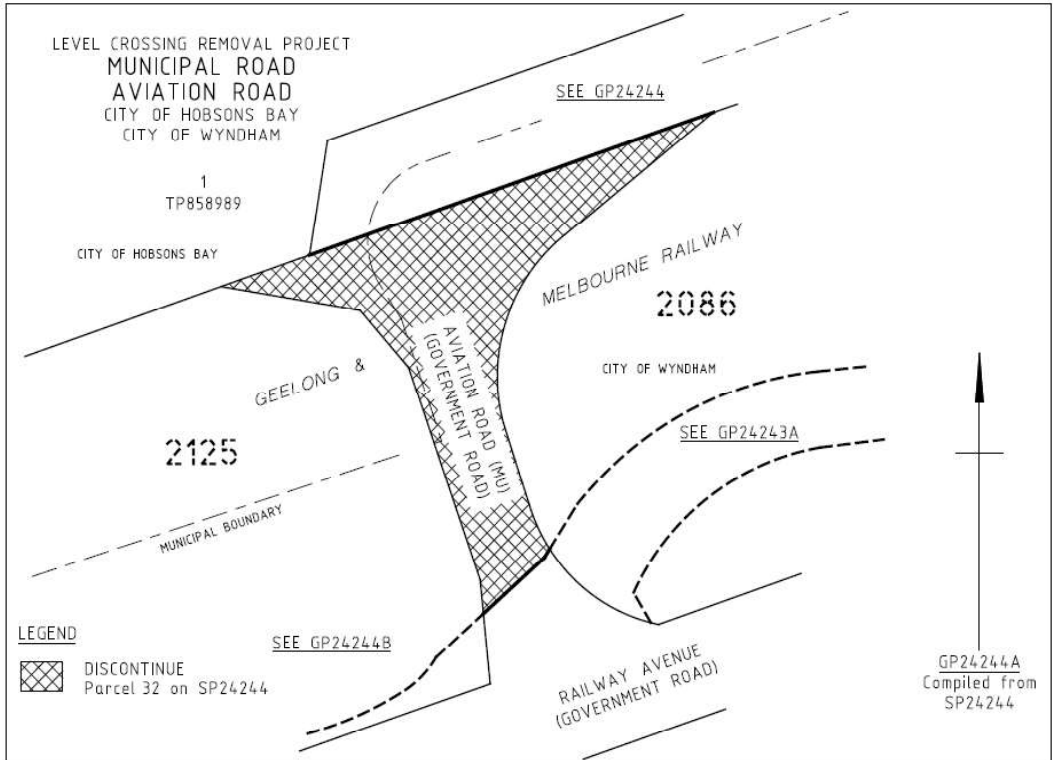 LEVEL CROSSING REMOVAL PROJECT
MUNICIPAL ROAD
AVIATION ROAD
CITY OF HOBSONS BAY
CITY OF WYNDHAM
SEE GP24244
1
TP858989
CITY OF HOBSONS BAY
MELBOURNE RAILWAY
2086
AVIATION ROAD (MU)
(GOVERNMENT ROAD)
GEELONG &
CITY OF WYNDHAM
SEE GP24243A
2125
MUNICIPAL BOUNDARY
LEGEND
DISCONTINUE
Parcel 32 on SP24244
SEE GP24244B
RAILWAY AVENUE
(GOVERNMENT ROAD)
GP24244A
Compiled from
SP24244